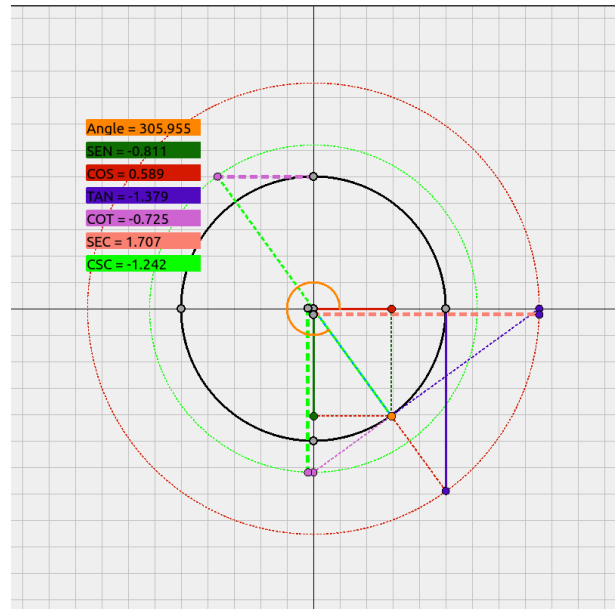 Angle = 305.955
SEN = -0.811
COS = 0.589
TAN = -1.379
COT = -0.725
SEC = 1.707
CSC = -1.242